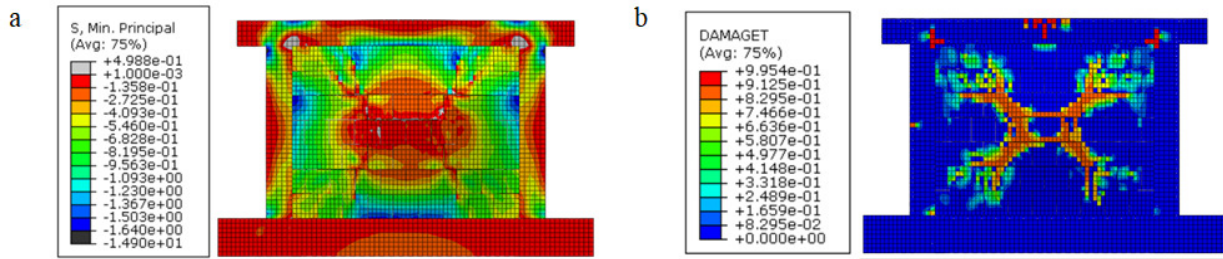 a
S, Min. Principal
(Avg: 75%)
+4.988e-01
+1.000e-03
-1.358e-01
-2.725e-01
-4.093e-01
-5.460e-01
-6.828e-01
-8.195e-01
-9.563e-01
-1.093e+00
-1.230e+00
-1.367e+00
-1.503e+00
-1.640e+00
-1.490e+01
b
DAMAGET
(Avg: 75%)
+9.954e-01
+9.125e-01
+8.295e-01
+7.466e-01
+6.636e-01
+5.807e-01
+4.977e-01
+4.148e-01
+3.318e-01
+2.489e-01
+1.659e-01
+8.295e-02
+0.000e+00